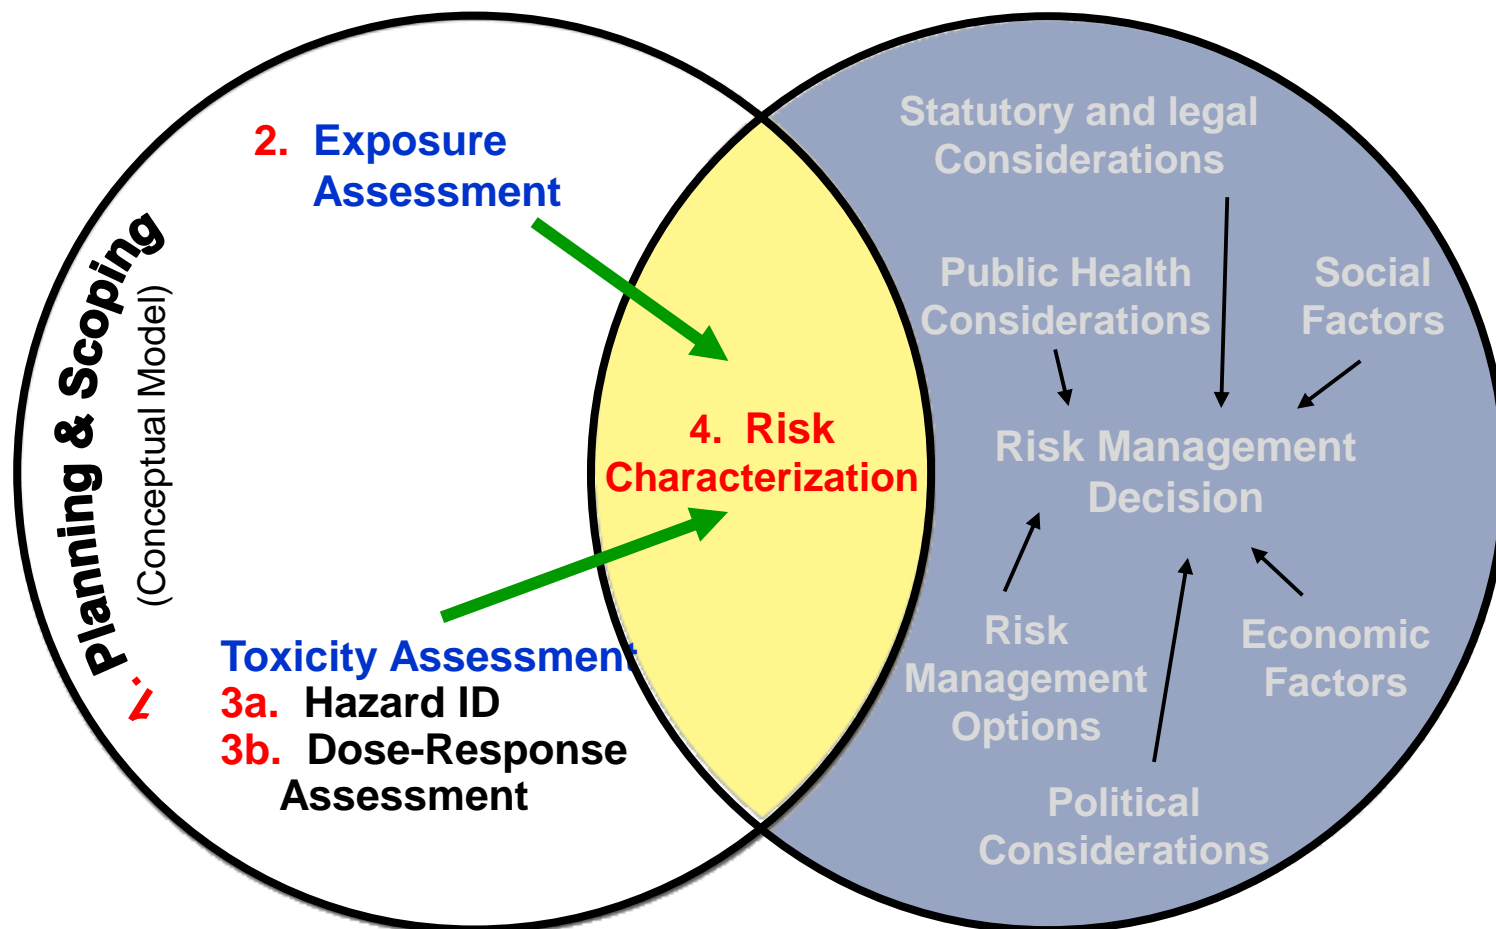 1. Planning & Scoping
(Conceptual Model)
2. Exposure
Assessment
Toxicity Assessment
3a. Hazard ID
3b. Dose-Response
Assessment
4. Risk
Characterization
Statutory and legal
Considerations
Public Health
Considerations
Social
Factors
Risk Management
Decision
Risk
Management
Options
Economic
Factors
Political
Considerations